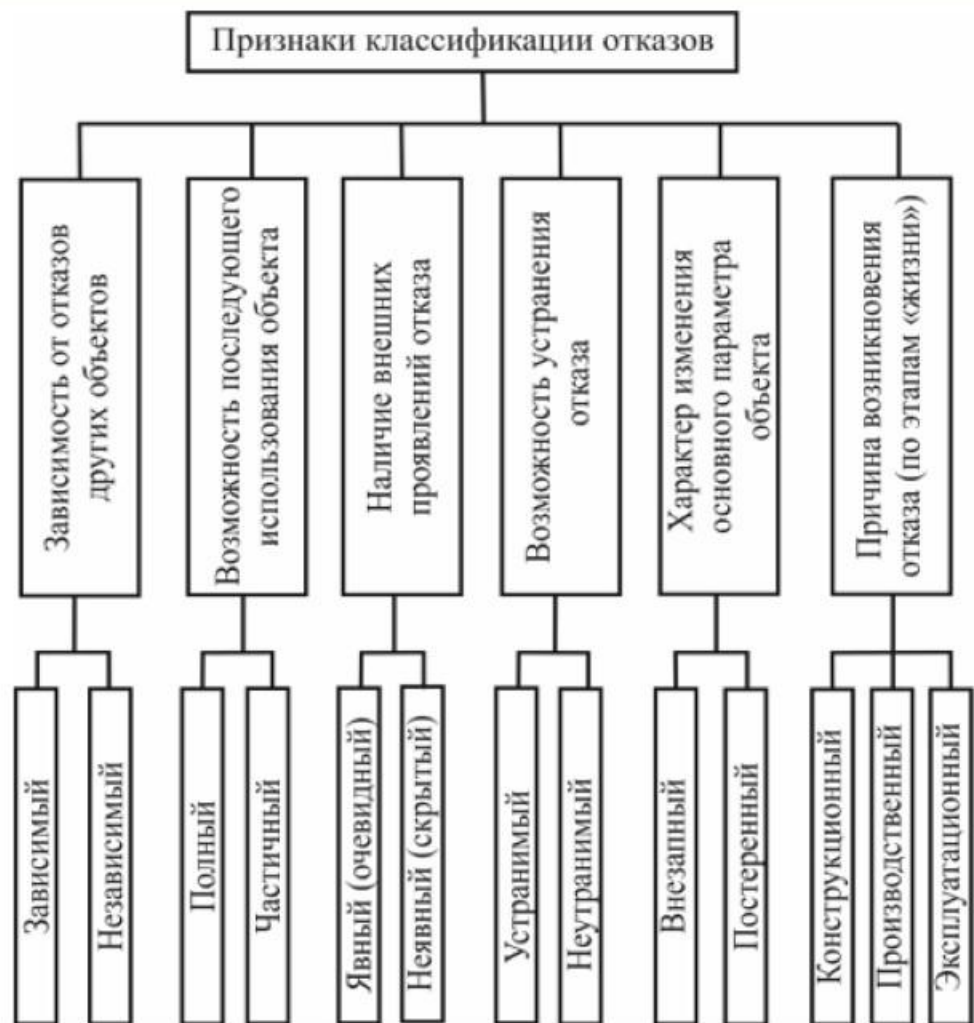 Признаки классификации отказов
Зависимость от отказов
других объектов
Возможность последующего
использования объекта
Наличие внешних
проявлений отказа
Возможность устранения
отказа
Характер изменения
основного параметра
объекта
Причина возникновения
отказа (по этапам «жизни»)
Зависимый
Независимый
Полный
Частичный
Явный (очевидный)
Неявный (скрытый)
Устранимый
Неутранимый
Внезапный
Постеренный
Конструкционный
Производственный
Эксплуатационный